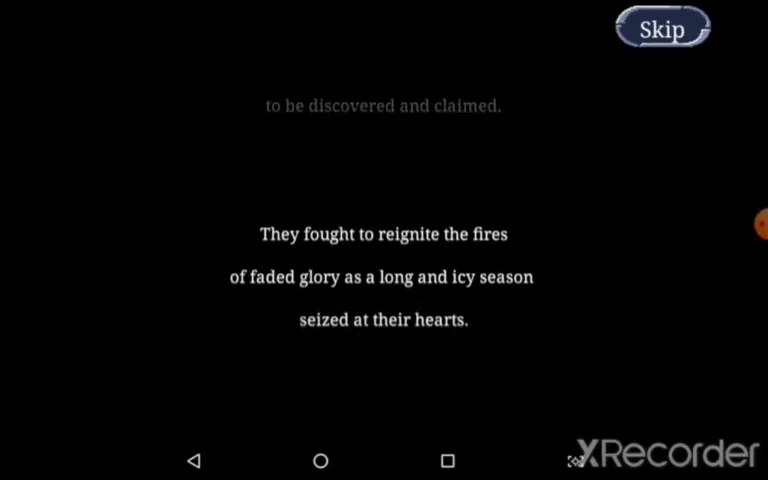 Skip
to be discovered and claimed.
They fought to reignite the fires
of faded glory as a long and icy season
seized at their hearts.
XRecorder